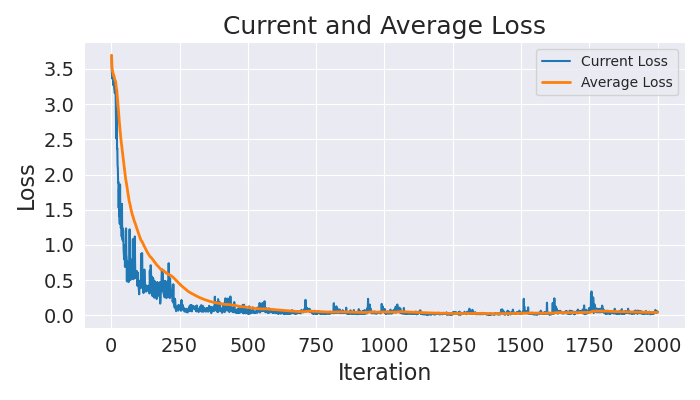 Current and Average Loss
Current Loss
Average Loss
3.5
3.0
2.5
2.0
1.5
1.0
0.5
0.0
Loss
0 250 500 750 1000 1250 1500 1750 2000
Iteration